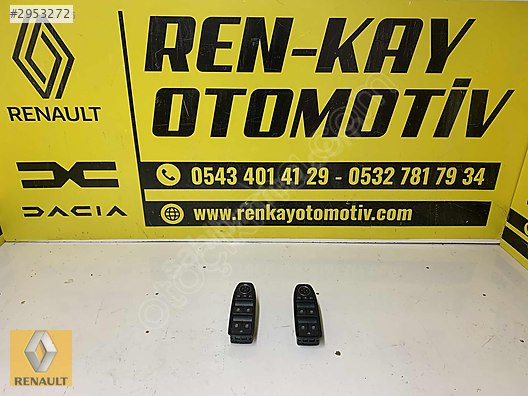 #2953272
REN-KAY
OTOMOTİV
RENAULT
DACIA
0543 401 41 29 - 0532 781 79 34
www.renkayotomotiv.com
RENAULT